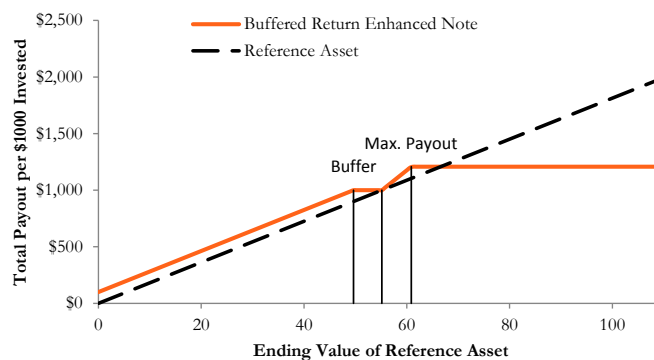 $2,500
Buffered Return Enhanced Note
Reference Asset
$2,000
$1,500
Max. Payout
Buffer
$1,000
$500
$0
Total Payout per $1000 Invested
0 20 40 60 80 100
Ending Value of Reference Asset